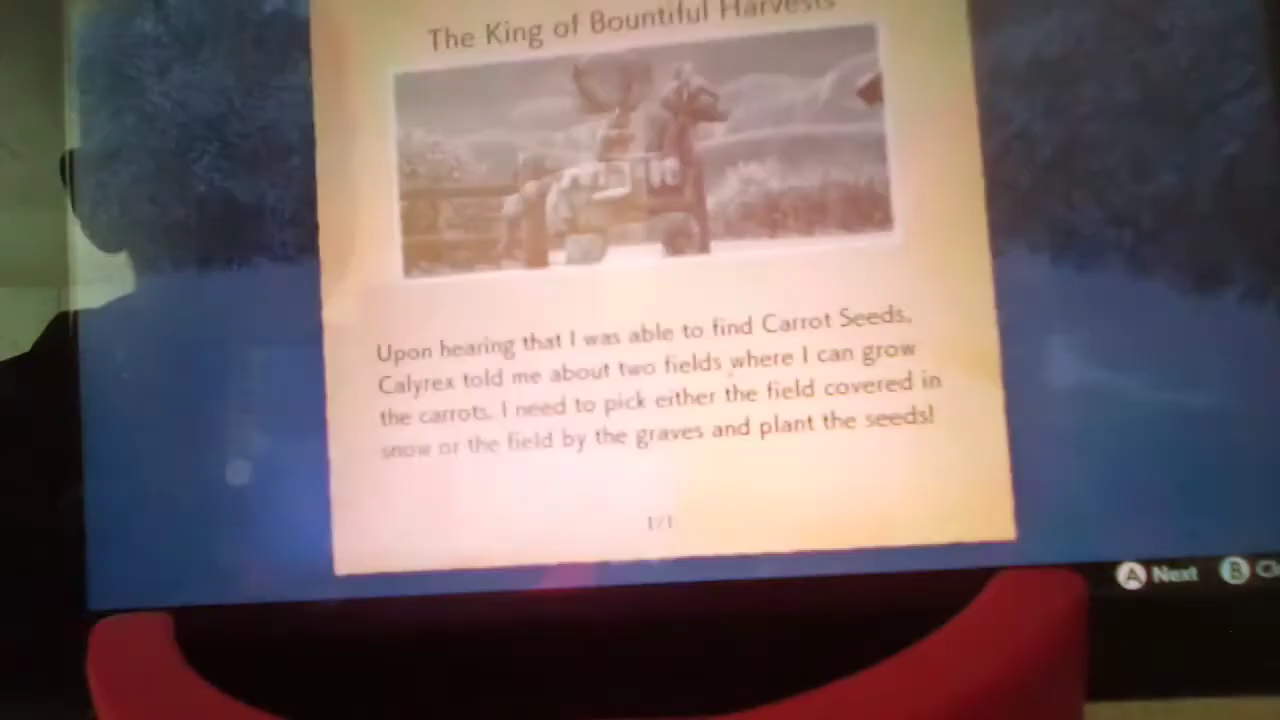 The King of Bountiful Harvests
Upon hearing that I was able to find Carrot Seeds,
Calyrex told me about two fields where I can grow
the carrots. I need to pick either the field covered in
snow or the field by the graves and plant the seeds!
1/1
A Next B Cl